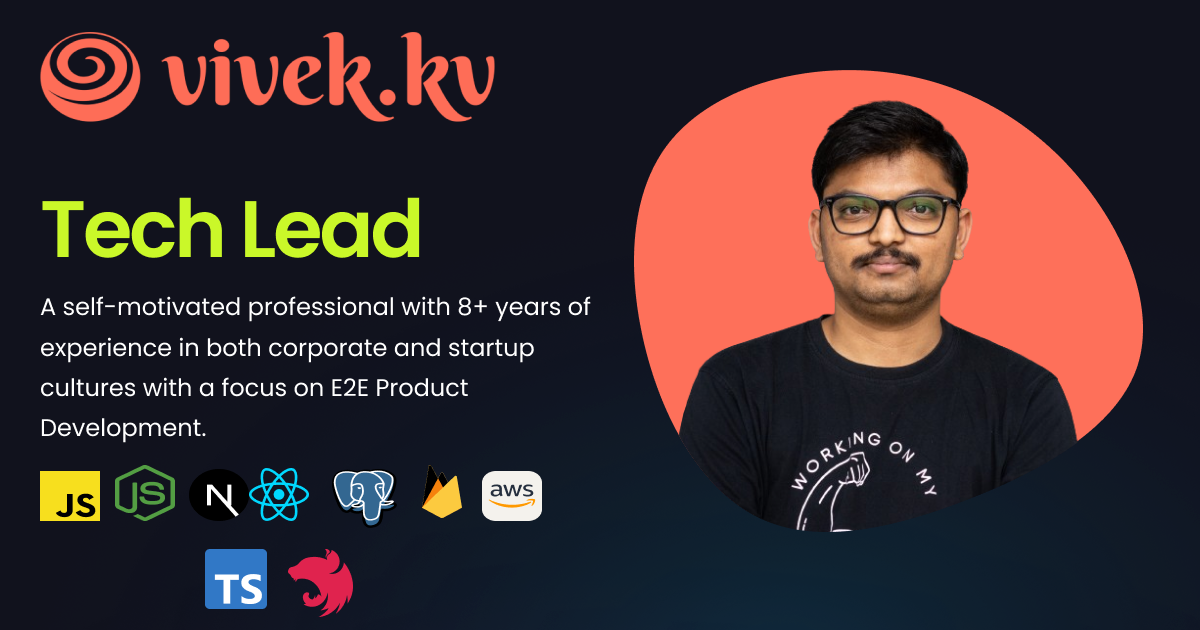 vivek.kv
Tech Lead
A self-motivated professional with 8+ years of
experience in both corporate and startup
cultures with a focus on E2E Product
Development.
JS
JS
N
aws
TS
WORKING ON MY